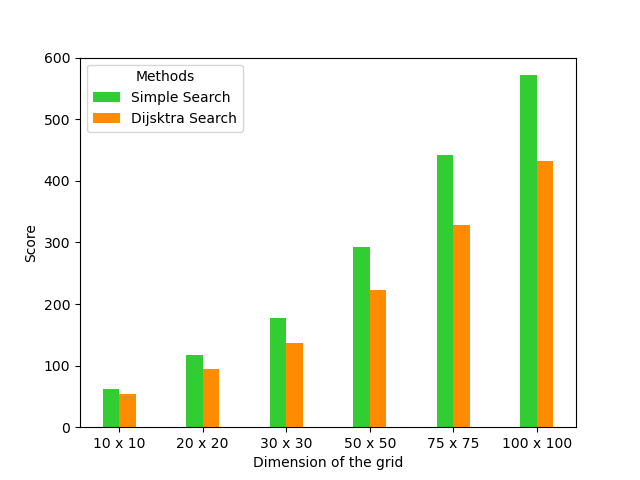 600
500
400
300
200
100
0
Score
Methods
Simple Search
Dijsktra Search
10 x 10
20 x 20
30 x 30
50 x 50
75 x 75
100 x 100
Dimension of the grid